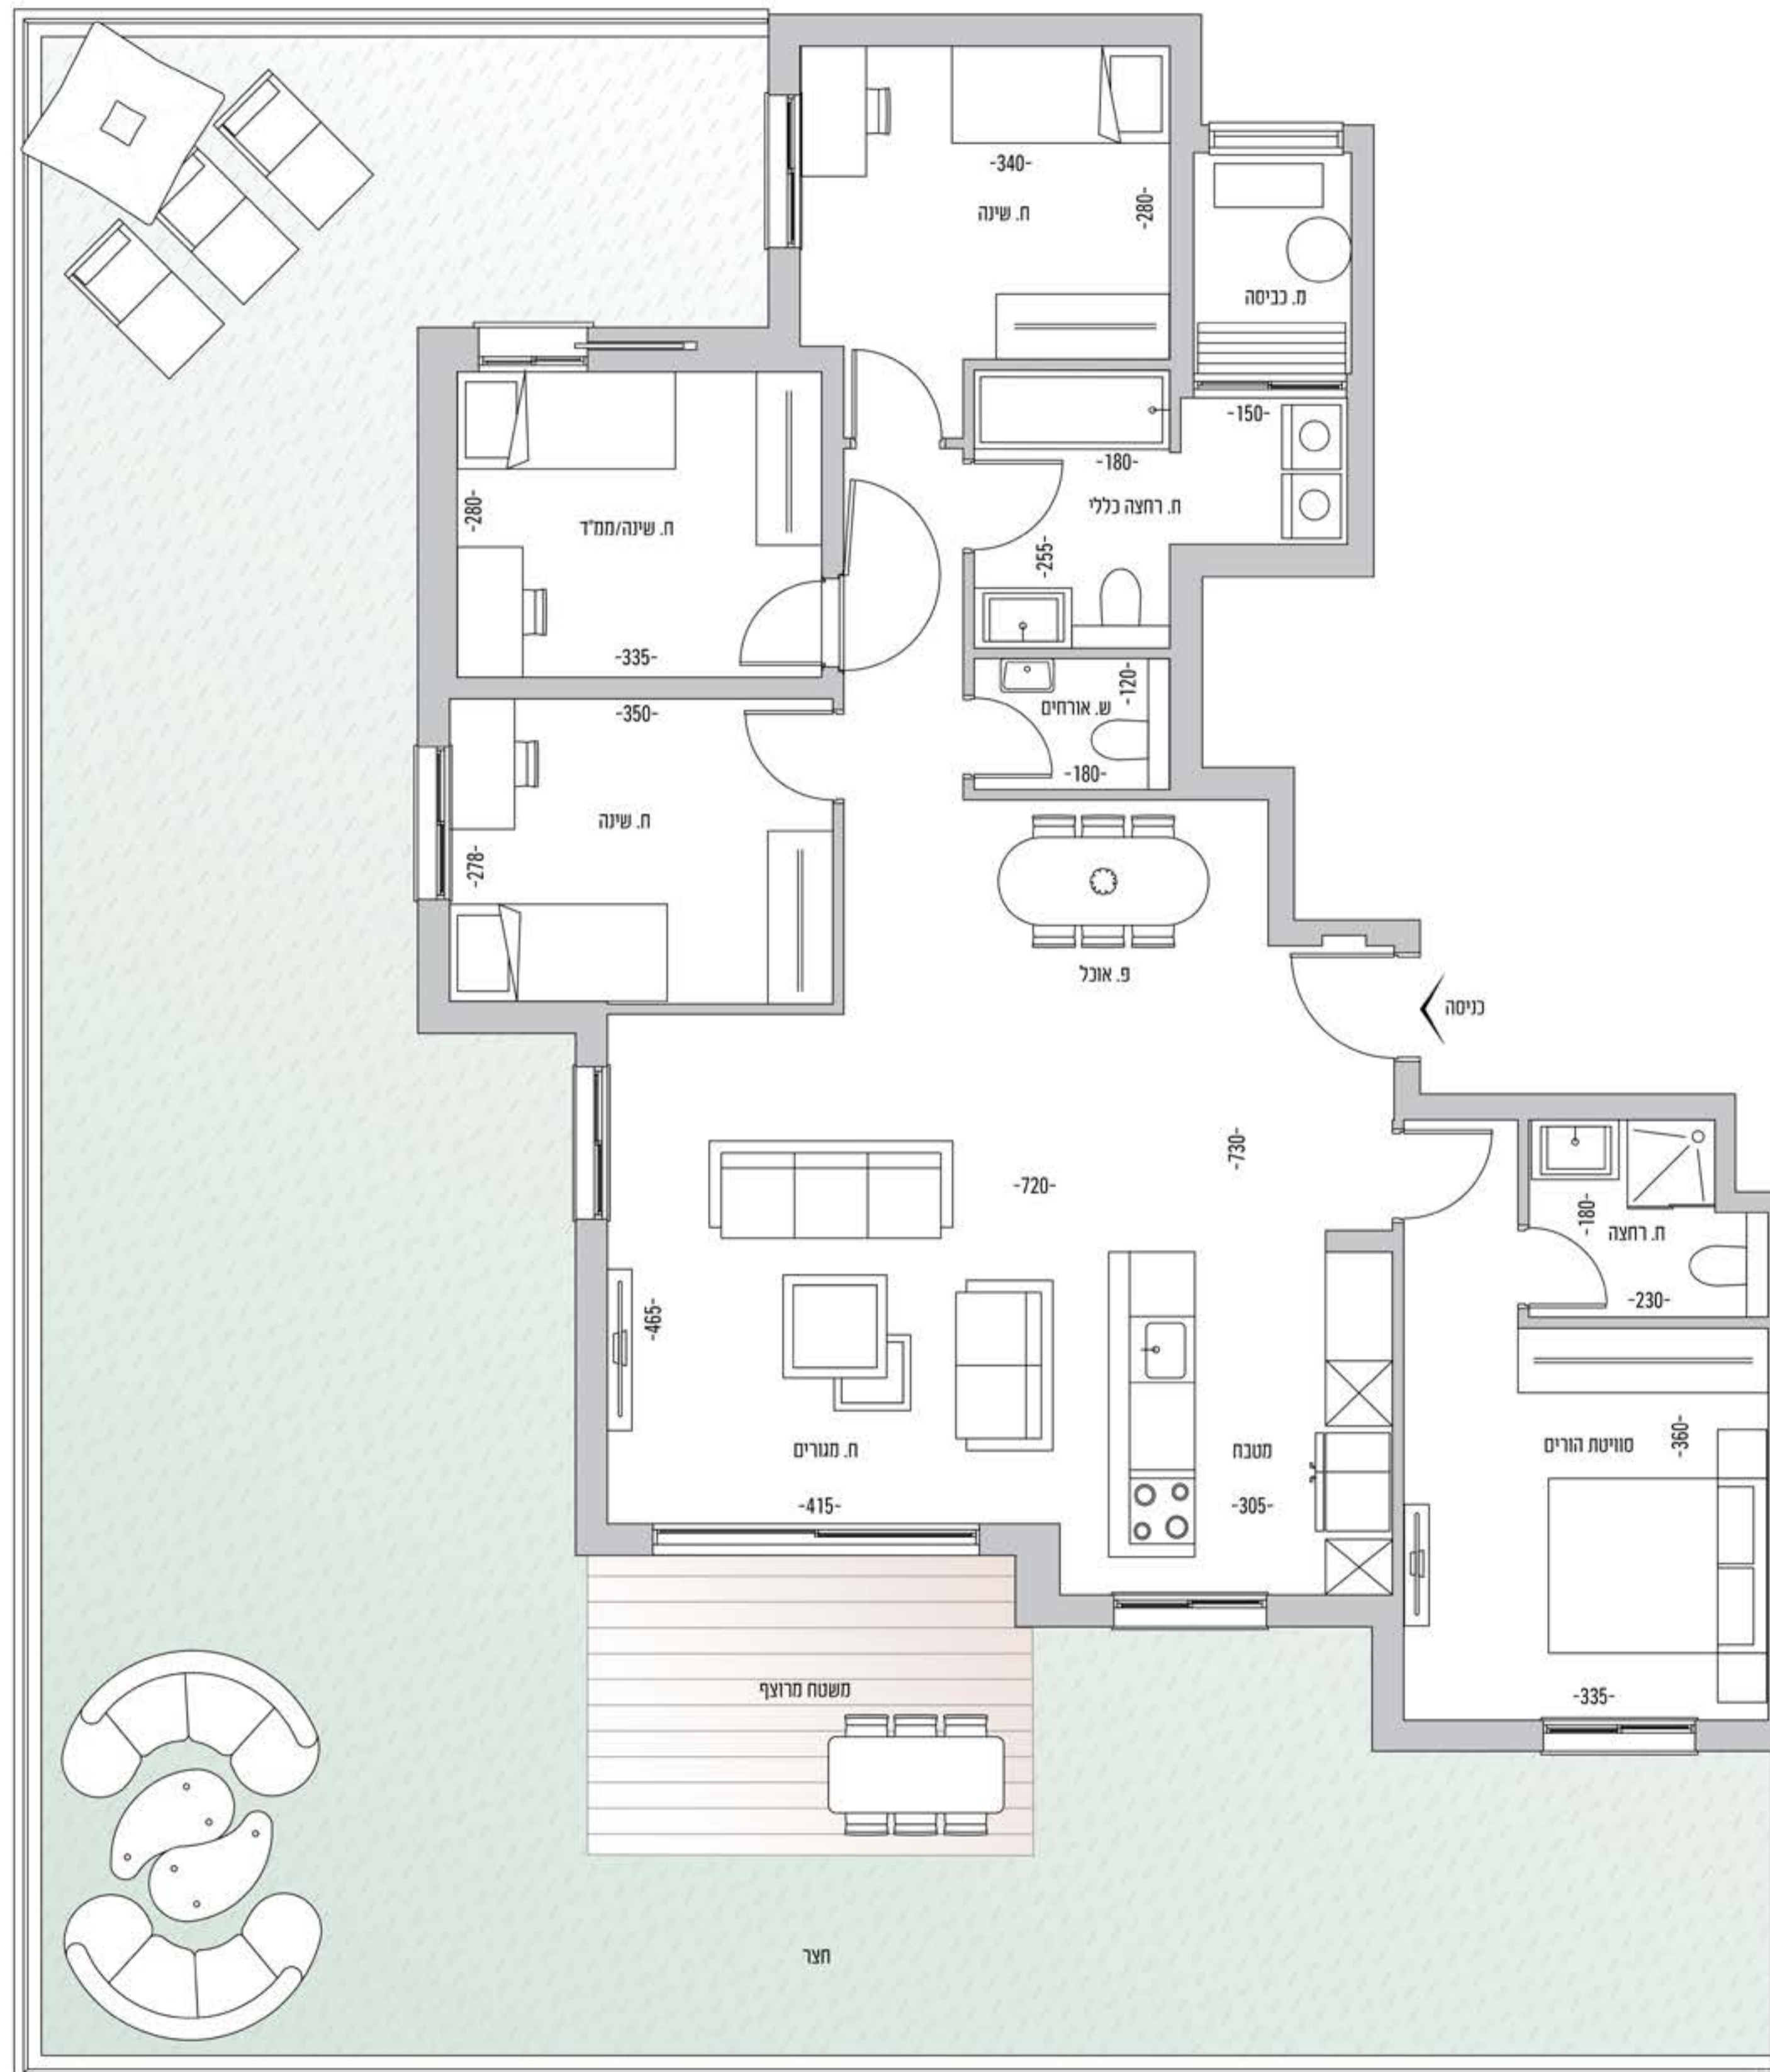 -340-
-280-
ח. שינה
מ. כביסה
-150-
-180-
ח. רחצה כללי
-255-
-280-
ח. שינה/ממ"ד
-335-
-120-
ש. אורחים
-180-
-350-
ח. שינה
-278-
פ. אוכל
כניסה
-730-
-720-
-180-
ח. רחצה
-230-
-465-
ח. מגורים
-415-
מטבח
-305-
סוויטת הורים
-360-
-335-
משטח מרוצף
חצר